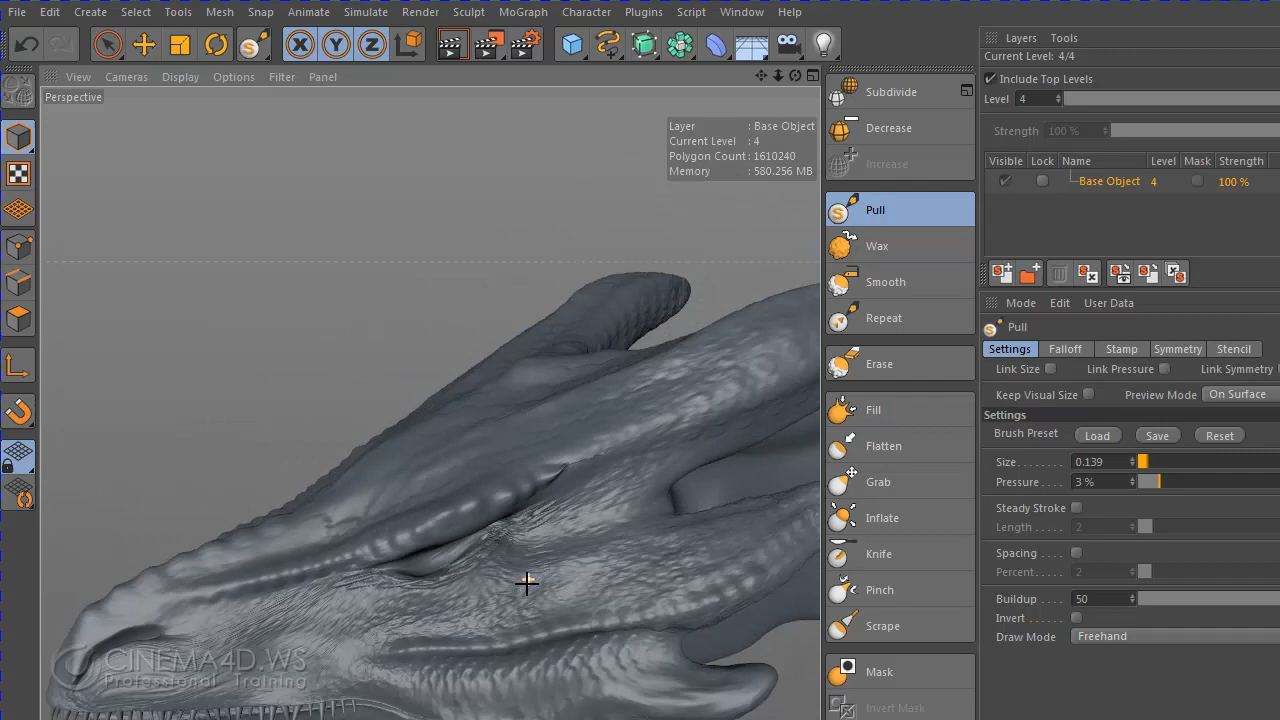 File Edit Create Select Tools Mesh Snap Animate Simulate Render Sculpt MoGraph Character Plugins Script Window Help
X Y Z
View Cameras Display Options Filter Panel
Perspective
Layer : Base Object
Current Level : 4
Polygon Count : 1610240
Memory : 580.256 MB
CINEMA4D.WS
Professional Training
Subdivide
Decrease
Increase
Pull
Wax
Smooth
Repeat
Erase
Fill
Flatten
Grab
Inflate
Knife
Pinch
Scrape
Mask
Invert Mask
Layers Tools
Current Level: 4/4
Include Top Levels
Level 4
Strength 100 %
Visible Lock Name Level Mask Strength
Base Object 4 100 %
Mode Edit User Data
Pull
Settings Falloff Stamp Symmetry Stencil
Link Size Link Pressure Link Symmetry
Keep Visual Size Preview Mode On Surface
Settings
Brush Preset Load Save Reset
Size . . . . . . . 0.139
Pressure . . . . 3 %
Steady Stroke
Length. . . . . . 2
Spacing
Percent. . . . . 2
Buildup . . . . 50
Invert
Draw Mode Freehand